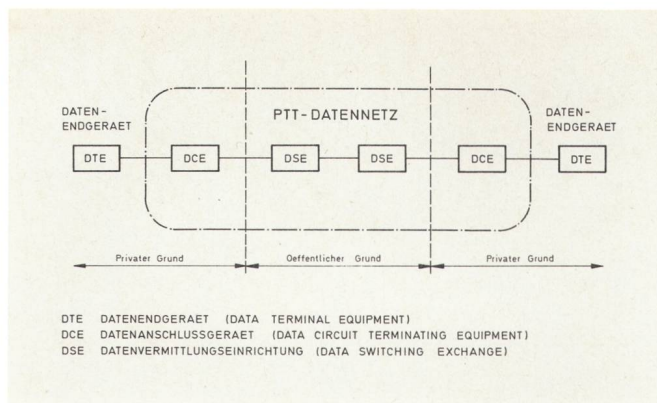 DATEN-
ENDGERAET
PTT-DATENNETZ
DATEN-
ENDGERAET
DTE
DCE
DSE
DSE
DCE
DTE
Privater Grund
Oeffentlicher Grund
Privater Grund
DTE DATENENDGERAET (DATA TERMINAL EQUIPMENT)
DCE DATENANSCHLUSSGERAET (DATA CIRCUIT TERMINATING EQUIPMENT)
DSE DATENVERMITTLUNGSEINRICHTUNG (DATA SWITCHING EXCHANGE)